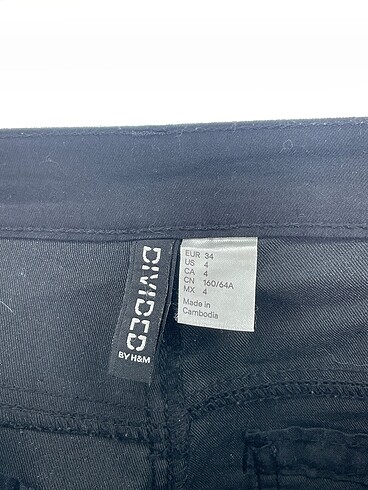 DIVIDED
BY H&M
EUR 34
US 4
CA 4
CN 160/64A
MX 4
Made in
Cambodia